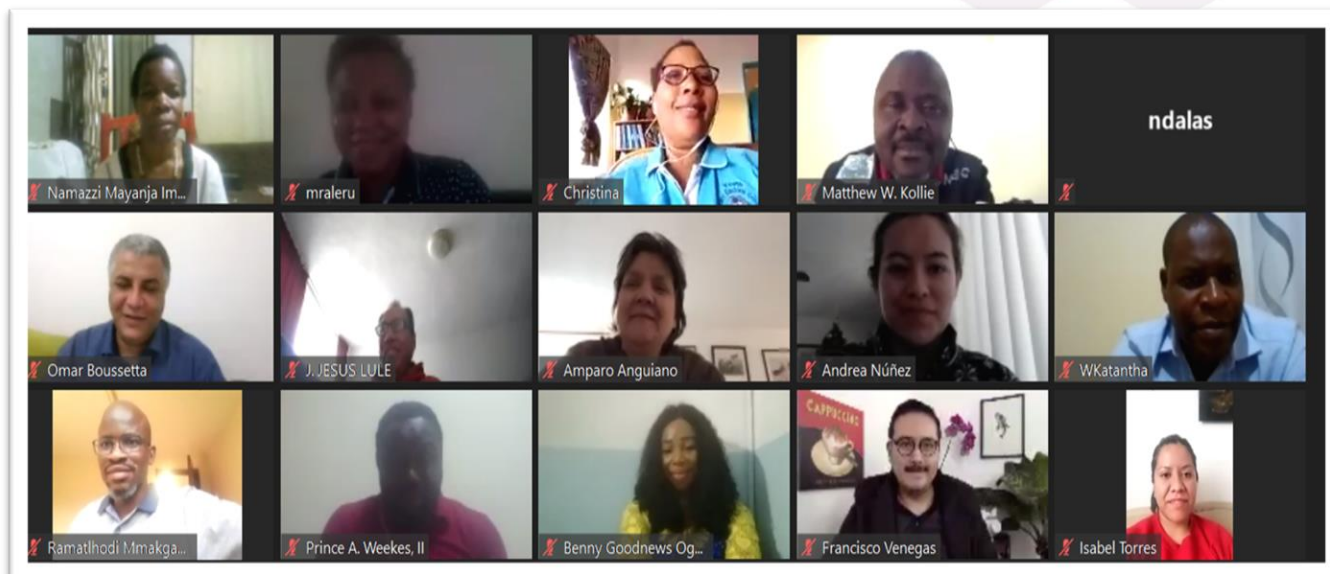 Namazzi Mayanja Im...
mraleru
Christina
Matthew W. Kollie
ndalas
Omar Boussetta
J. JESUS LULE
Amparo Anguiano
Andrea Núñez
WKatantha
Ramatlhodi Mmakga...
Prince A. Weekes, II
Benny Goodnews Og...
CAPPUCCINO
Francisco Venegas
Isabel Torres